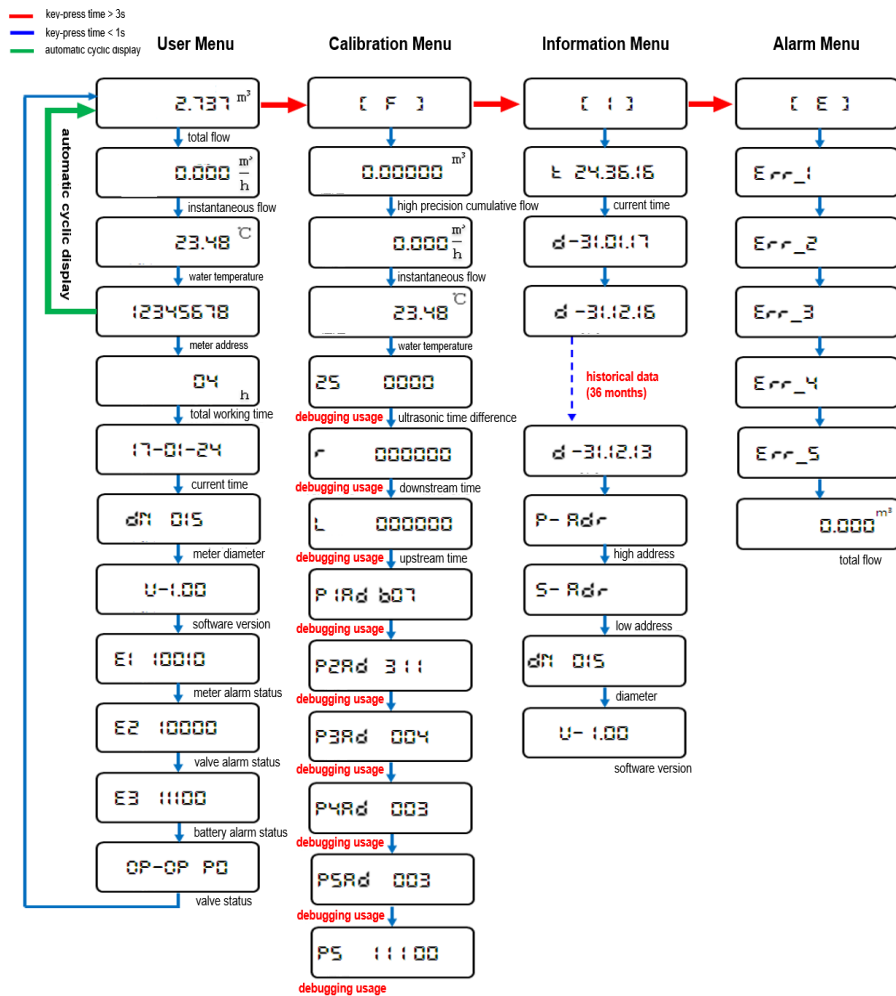 key-press time > 3s
key-press time < 1s
automatic cyclic display
User Menu
2.737 m³
total flow
0.000 m³/h
instantaneous flow
23.48 ℃
water temperature
12345678
meter address
04 h
total working time
17-01-24
current time
dN 015
meter diameter
U-1.00
software version
E1 10010
meter alarm status
E2 10000
valve alarm status
E3 11100
battery alarm status
OP-OP PO
valve status
automatic cyclic display
Calibration Menu
[ F ]
0.00000 m³
high precision cumulative flow
0.000 m³/h
instantaneous flow
23.48 ℃
water temperature
2S 0000
debugging usage
ultrasonic time difference
r 000000
debugging usage
downstream time
L 000000
debugging usage
upstream time
P1Ad b07
debugging usage
P2Ad 311
debugging usage
P3Ad 004
debugging usage
P4Ad 003
debugging usage
P5Ad 003
debugging usage
PS 11100
debugging usage
Information Menu
[ 1 ]
t 24.36.16
current time
d-31.01.17
d-31.12.16
historical data
(36 months)
d-31.12.13
P-Adr
high address
S-Adr
low address
dN 015
diameter
U-1.00
software version
Alarm Menu
[ E ]
Err_1
Err_2
Err_3
Err_4
Err_5
0.000 m³
total flow